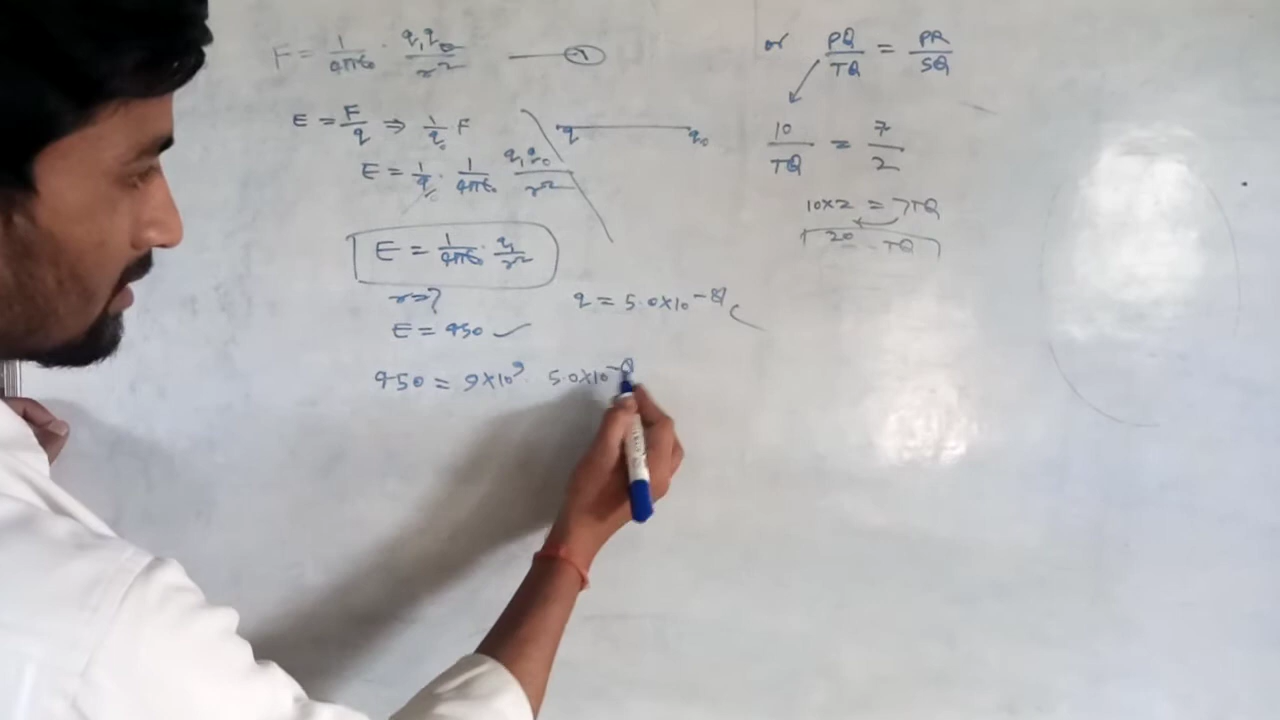 F = 1/4πε₀ · q₁q₀/r² —— ①
E = F/q ⇒ 1/q₀ F
q q₀
E = 1/q₀ · 1/4πε₀ q₁q₀/r²
E = 1/4πε₀ · q₁/r²
r = ?
q = 5.0×10⁻⁸ C
E = 450 ✓
450 = 9×10⁹ · 5.0×10⁻⁸
or PQ/TQ = PR/SQ
10/TQ = 7/2
10×2 = 7TQ
20 TQ